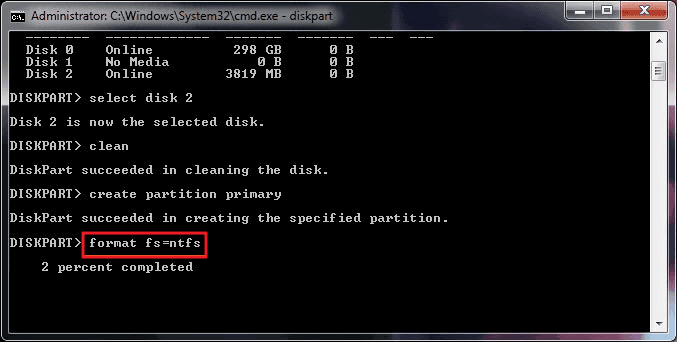 Administrator: C:\Windows\System32\cmd.exe - diskpart
-------- ------------- ------- ------- --- ---
Disk 0 Online 298 GB 0 B
Disk 1 No Media 0 B 0 B
Disk 2 Online 3819 MB 0 B
DISKPART> select disk 2
Disk 2 is now the selected disk.
DISKPART> clean
DiskPart succeeded in cleaning the disk.
DISKPART> create partition primary
DiskPart succeeded in creating the specified partition.
DISKPART> format fs=ntfs
2 percent completed